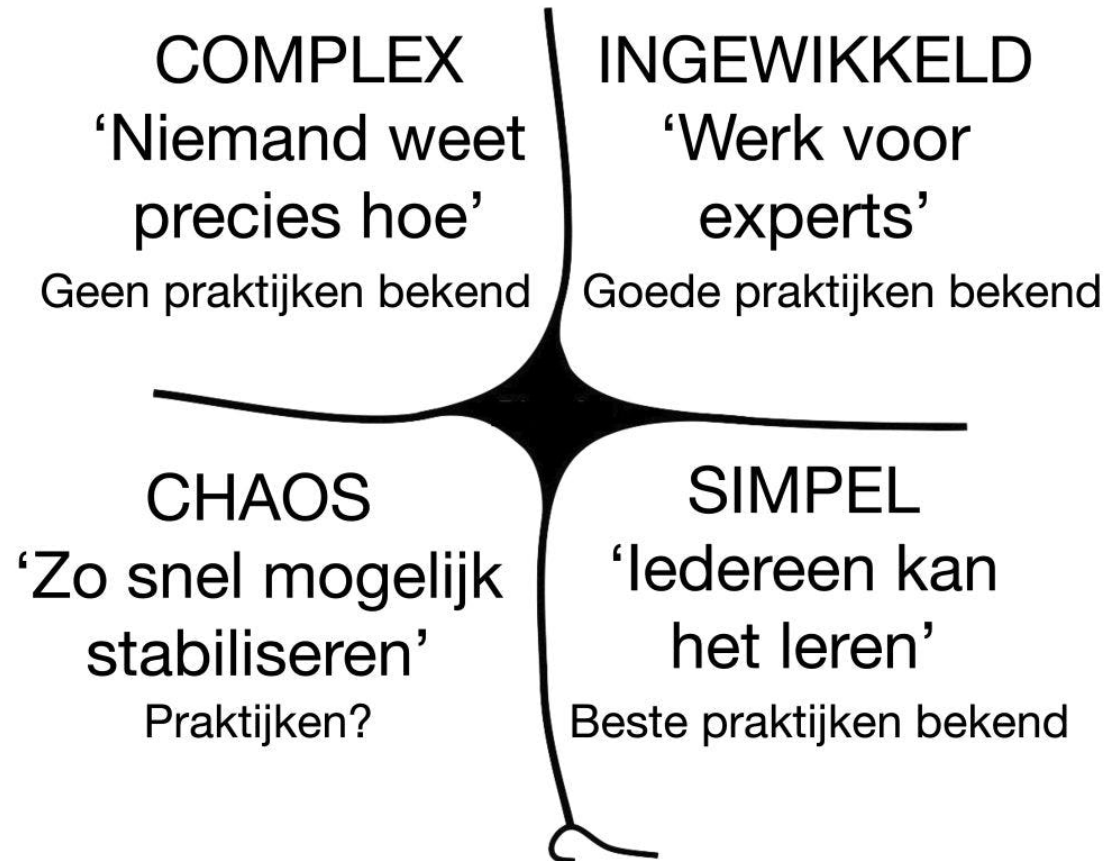 COMPLEX
‘Niemand weet
precies hoe’
Geen praktijken bekend
INGEWIKKELD
‘Werk voor
experts’
Goede praktijken bekend
CHAOS
‘Zo snel mogelijk
stabiliseren’
Praktijken?
SIMPEL
‘Iedereen kan
het leren’
Beste praktijken bekend